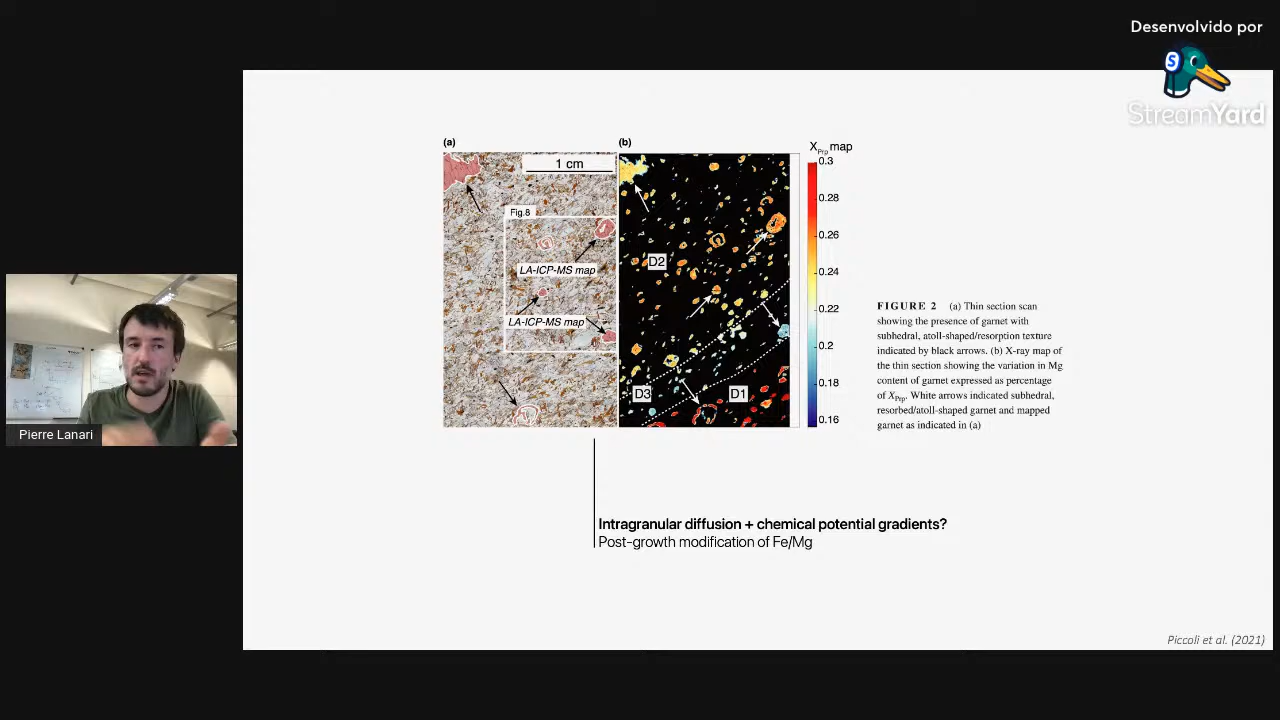 Desenvolvido por
StreamYard
(a)
(b)
X_Prp map
1 cm
0.3
0.28
0.26
0.24
0.22
0.2
0.18
0.16
Fig.8
LA-ICP-MS map
LA-ICP-MS map
D2
D3
D1
FIGURE 2 (a) Thin section scan
showing the presence of garnet with
subhedral, atoll-shaped/resorption texture
indicated by black arrows. (b) X-ray map of
the thin section showing the variation in Mg
content of garnet expressed as percentage
of X_Prp. White arrows indicated subhedral,
resorbed/atoll-shaped garnet and mapped
garnet as indicated in (a)
Pierre Lanari
Intragranular diffusion + chemical potential gradients?
Post-growth modification of Fe/Mg
Piccoli et al. (2021)